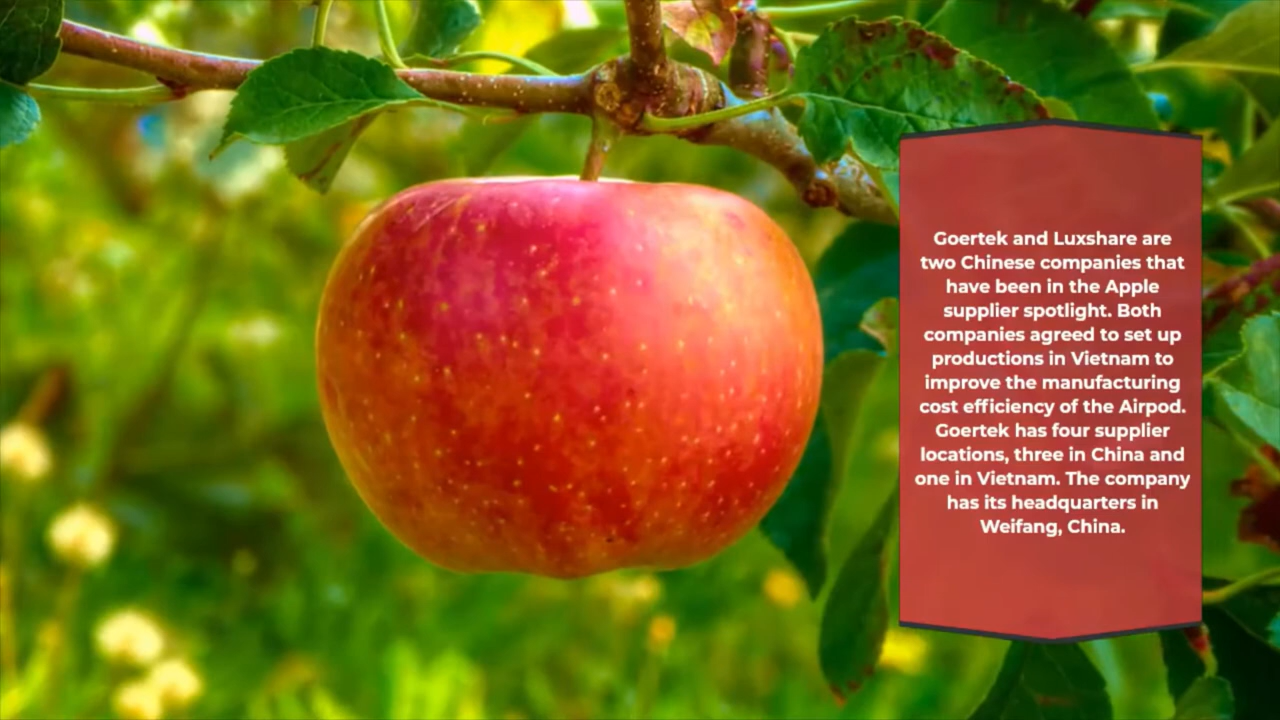 Goertek and Luxshare are
two Chinese companies that
have been in the Apple
supplier spotlight. Both
companies agreed to set up
productions in Vietnam to
improve the manufacturing
cost efficiency of the Airpod.
Goertek has four supplier
locations, three in China and
one in Vietnam. The company
has its headquarters in
Weifang, China.